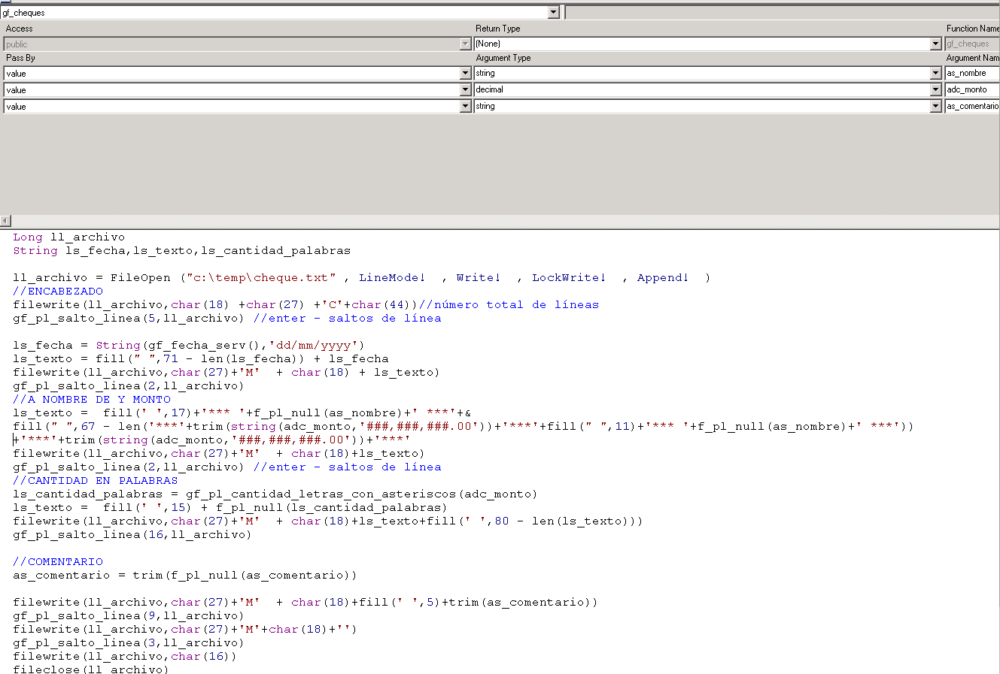 gf_cheques
Access Return Type Function Name
public (None) gf_cheques
Pass By Argument Type Argument Nam
value string as_nombre
value decimal adc_monto
value string as_comentario
Long ll_archivo
String ls_fecha,ls_texto,ls_cantidad_palabras
ll_archivo = FileOpen ("c:\temp\cheque.txt" , LineMode!  , Write!  , LockWrite!  , Append!  )
//ENCABEZADO
filewrite(ll_archivo,char(18) +char(27) +'C'+char(44))//número total de líneas
gf_pl_salto_linea(5,ll_archivo) //enter - saltos de línea
ls_fecha = String(gf_fecha_serv(),'dd/mm/yyyy')
ls_texto = fill(" ",71 - len(ls_fecha)) + ls_fecha
filewrite(ll_archivo,char(27)+'M'  + char(18) + ls_texto)
gf_pl_salto_linea(2,ll_archivo)
//A NOMBRE DE Y MONTO
ls_texto =  fill(' ',17)+'*** '+f_pl_null(as_nombre)+' ***'+&
fill(" ",67 - len('***'+trim(string(adc_monto,'###,###,###.00'))+'***'+fill(" ",11)+'*** '+f_pl_null(as_nombre)+' ***'))
+'***'+trim(string(adc_monto,'###,###,###.00'))+'***'
filewrite(ll_archivo,char(27)+'M'  + char(18)+ls_texto)
gf_pl_salto_linea(2,ll_archivo) //enter - saltos de línea
//CANTIDAD EN PALABRAS
ls_cantidad_palabras = gf_pl_cantidad_letras_con_asteriscos(adc_monto)
ls_texto =  fill(' ',15) + f_pl_null(ls_cantidad_palabras)
filewrite(ll_archivo,char(27)+'M'  + char(18)+ls_texto+fill(' ',80 - len(ls_texto)))
gf_pl_salto_linea(16,ll_archivo)
//COMENTARIO
as_comentario = trim(f_pl_null(as_comentario))
filewrite(ll_archivo,char(27)+'M'  + char(18)+fill(' ',5)+trim(as_comentario))
gf_pl_salto_linea(9,ll_archivo)
filewrite(ll_archivo,char(27)+'M'+char(18)+'')
gf_pl_salto_linea(3,ll_archivo)
filewrite(ll_archivo,char(16))
fileclose(ll_archivo)